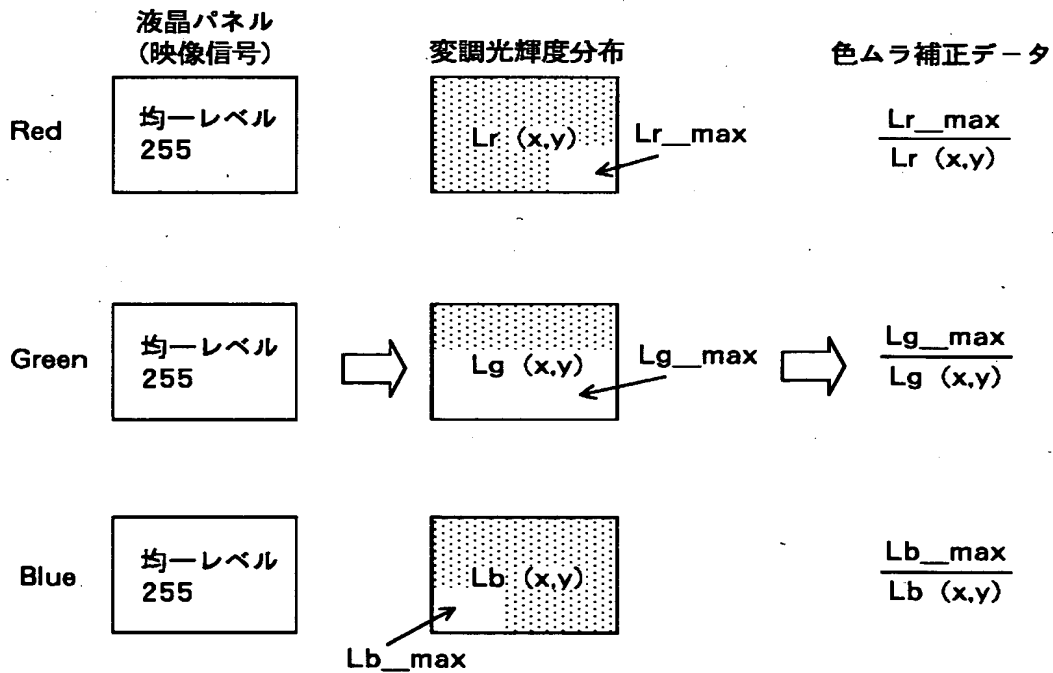 液晶パネル
(映像信号)
変調光輝度分布
色ムラ補正データ
Red
均一レベル
255
Lr (x,y)
Lr__max
Lr__max
Lr (x,y)
Green
均一レベル
255
Lg (x,y)
Lg__max
Lg__max
Lg (x,y)
Blue
均一レベル
255
Lb (x,y)
Lb__max
Lb__max
Lb (x,y)